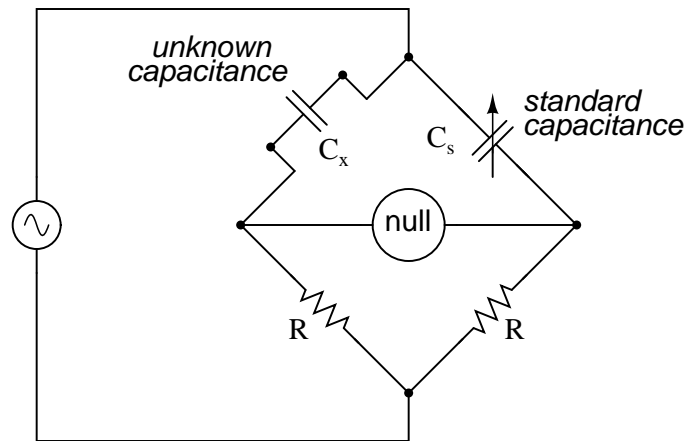 unknown
capacitance
standard
capacitance
Cₓ
Cₛ
null
R
R